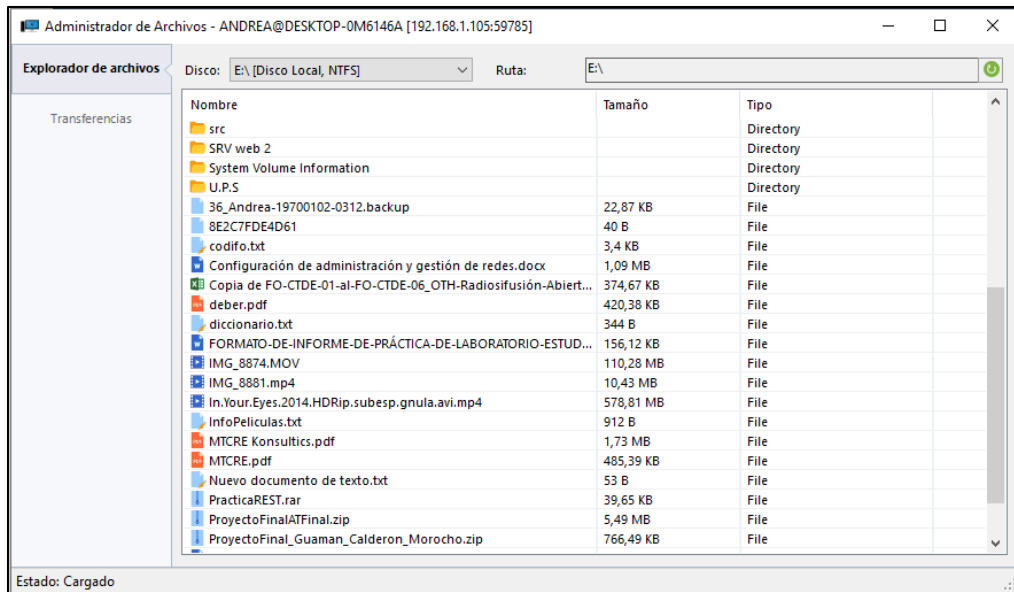 Administrador de Archivos - ANDREA@DESKTOP-0M6146A [192.168.1.105:59785]
Explorador de archivos
Transferencias
Disco: E:\ [Disco Local, NTFS] Ruta: E:\
Nombre Tamaño Tipo
src Directory
SRV web 2 Directory
System Volume Information Directory
U.P.S Directory
36_Andrea-19700102-0312.backup 22,87 KB File
8E2C7FDE4D61 40 B File
codifo.txt 3,4 KB File
Configuración de administración y gestión de redes.docx 1,09 MB File
Copia de FO-CTDE-01-al-FO-CTDE-06_OTH-Radiosifusión-Abiert... 374,67 KB File
deber.pdf 420,38 KB File
diccionario.txt 344 B File
FORMATO-DE-INFORME-DE-PRÁCTICA-DE-LABORATORIO-ESTUD... 156,12 KB File
IMG_8874.MOV 110,28 MB File
IMG_8881.mp4 10,43 MB File
In.Your.Eyes.2014.HDRip.subesp.gnula.avi.mp4 578,81 MB File
InfoPeliculas.txt 912 B File
MTCRE Konsultics.pdf 1,73 MB File
MTCRE.pdf 485,39 KB File
Nuevo documento de texto.txt 53 B File
PracticaREST.rar 39,65 KB File
ProyectoFinalATFinal.zip 5,49 MB File
ProyectoFinal_Guaman_Calderon_Morocho.zip 766,49 KB File
Estado: Cargado